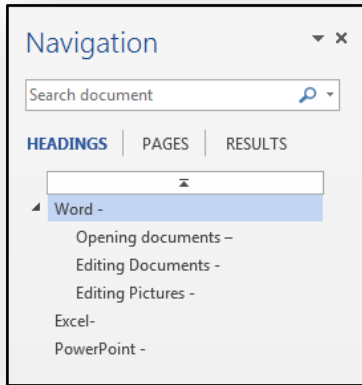 Navigation
Search document
HEADINGS PAGES RESULTS
Word -
Opening documents –
Editing Documents -
Editing Pictures -
Excel-
PowerPoint -